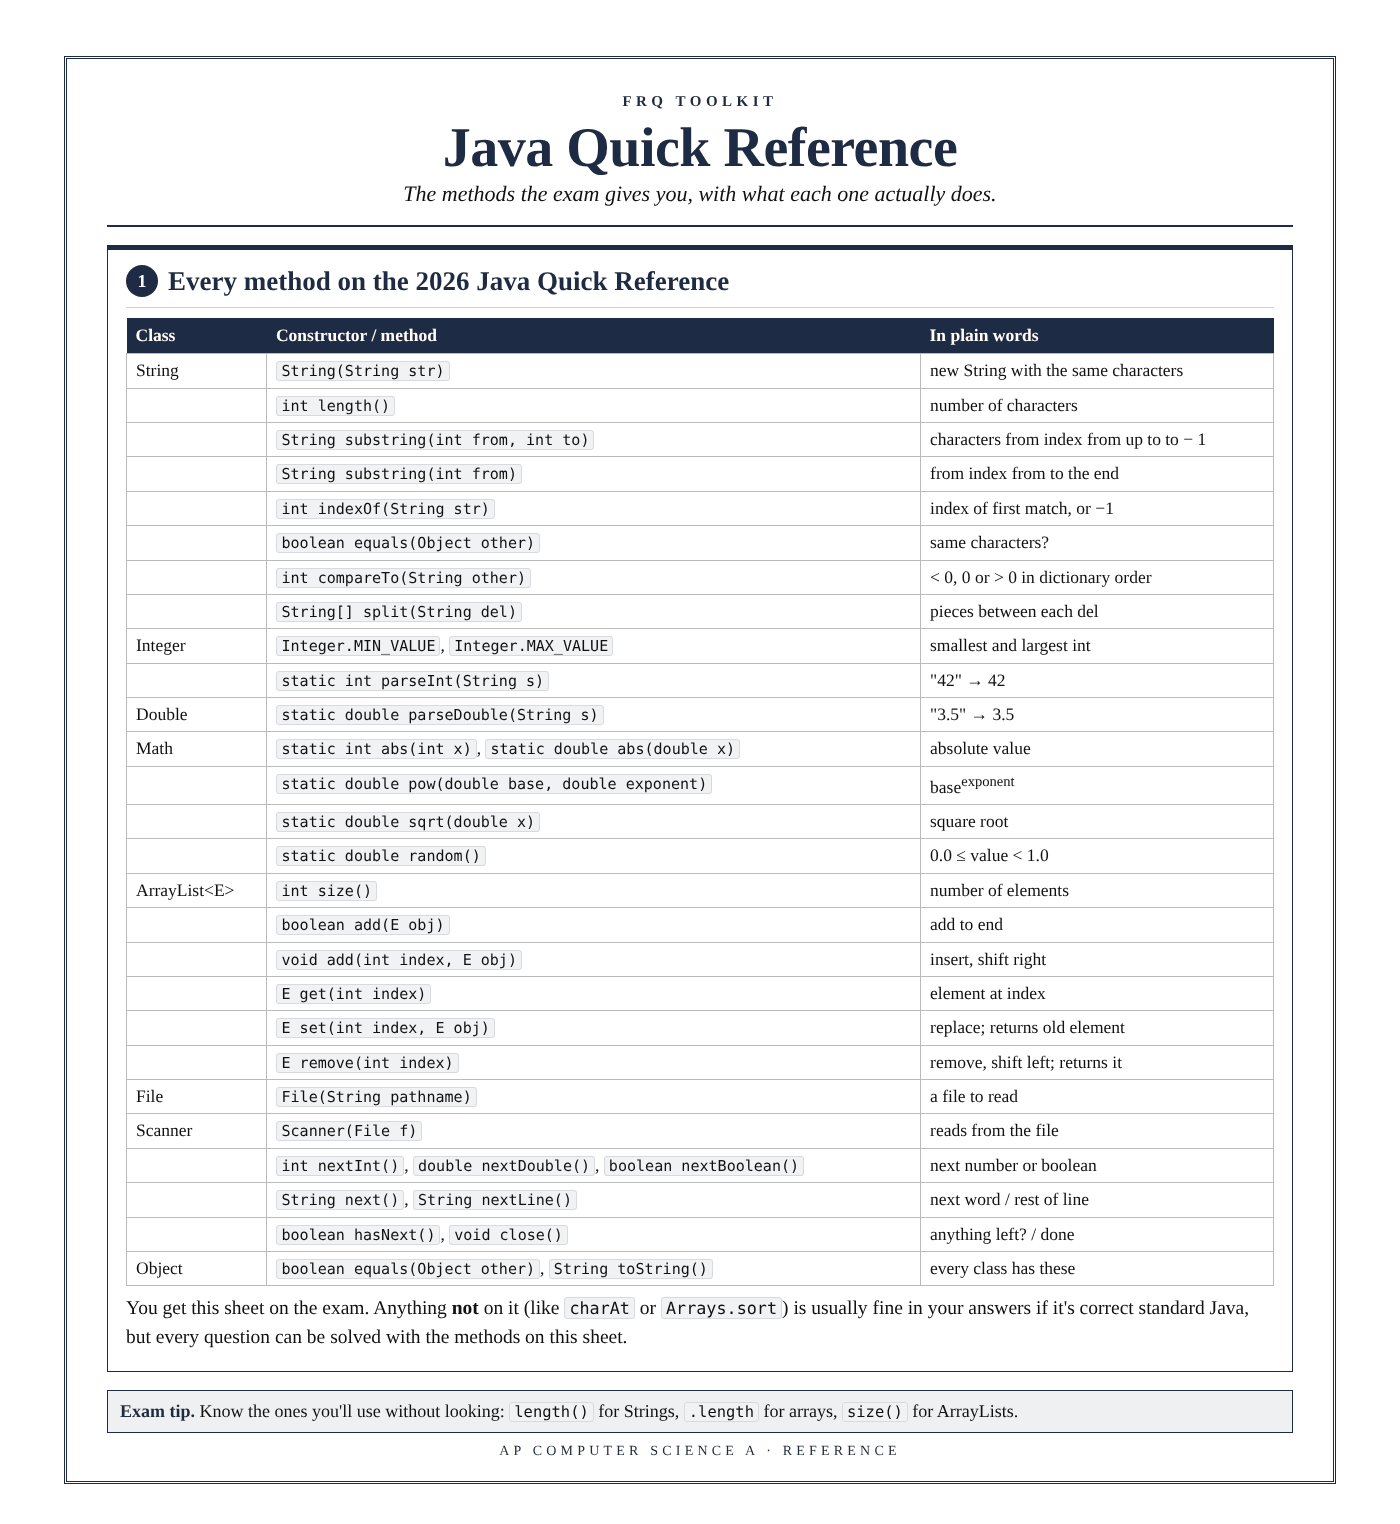 FRQ TOOLKIT
Java Quick Reference
The methods the exam gives you, with what each one actually does.
1 Every method on the 2026 Java Quick Reference
Class Constructor / method In plain words
String String(String str) new String with the same characters
int length() number of characters
String substring(int from, int to) characters from index from up to to − 1
String substring(int from) from index from to the end
int indexOf(String str) index of first match, or −1
boolean equals(Object other) same characters?
int compareTo(String other) < 0, 0 or > 0 in dictionary order
String[] split(String del) pieces between each del
Integer Integer.MIN_VALUE, Integer.MAX_VALUE smallest and largest int
static int parseInt(String s) "42" → 42
Double static double parseDouble(String s) "3.5" → 3.5
Math static int abs(int x), static double abs(double x) absolute value
static double pow(double base, double exponent) base^exponent
static double sqrt(double x) square root
static double random() 0.0 ≤ value < 1.0
ArrayList<E> int size() number of elements
boolean add(E obj) add to end
void add(int index, E obj) insert, shift right
E get(int index) element at index
E set(int index, E obj) replace; returns old element
E remove(int index) remove, shift left; returns it
File File(String pathname) a file to read
Scanner Scanner(File f) reads from the file
int nextInt(), double nextDouble(), boolean nextBoolean() next number or boolean
String next(), String nextLine() next word / rest of line
boolean hasNext(), void close() anything left? / done
Object boolean equals(Object other), String toString() every class has these
You get this sheet on the exam. Anything not on it (like charAt or Arrays.sort) is usually fine in your answers if it's correct standard Java,
but every question can be solved with the methods on this sheet.
Exam tip. Know the ones you'll use without looking: length() for Strings, .length for arrays, size() for ArrayLists.
AP COMPUTER SCIENCE A · REFERENCE